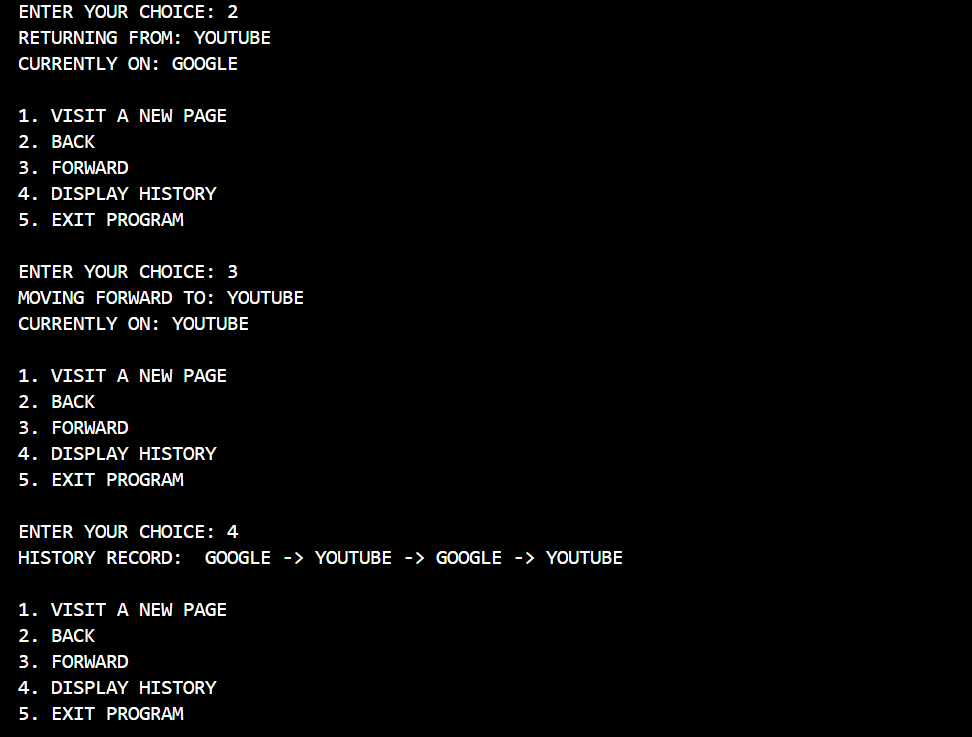 ENTER YOUR CHOICE: 2
RETURNING FROM: YOUTUBE
CURRENTLY ON: GOOGLE
1. VISIT A NEW PAGE
2. BACK
3. FORWARD
4. DISPLAY HISTORY
5. EXIT PROGRAM
ENTER YOUR CHOICE: 3
MOVING FORWARD TO: YOUTUBE
CURRENTLY ON: YOUTUBE
1. VISIT A NEW PAGE
2. BACK
3. FORWARD
4. DISPLAY HISTORY
5. EXIT PROGRAM
ENTER YOUR CHOICE: 4
HISTORY RECORD:  GOOGLE -> YOUTUBE -> GOOGLE -> YOUTUBE
1. VISIT A NEW PAGE
2. BACK
3. FORWARD
4. DISPLAY HISTORY
5. EXIT PROGRAM